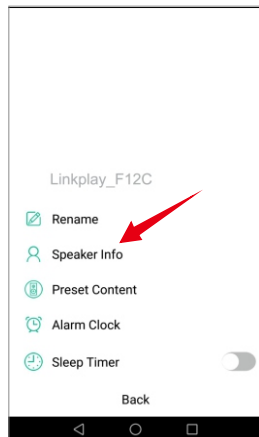 Linkplay_F12C
Rename
Speaker Info
Preset Content
Alarm Clock
Sleep Timer
Back